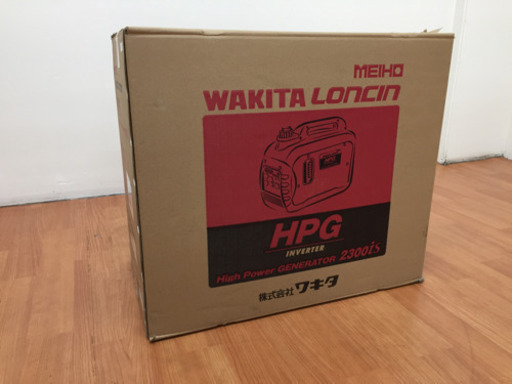 MEIHO
WAKITA LONCIN
HPG
INVERTER
High Power GENERATOR 2300is
株式会社 ワキタ